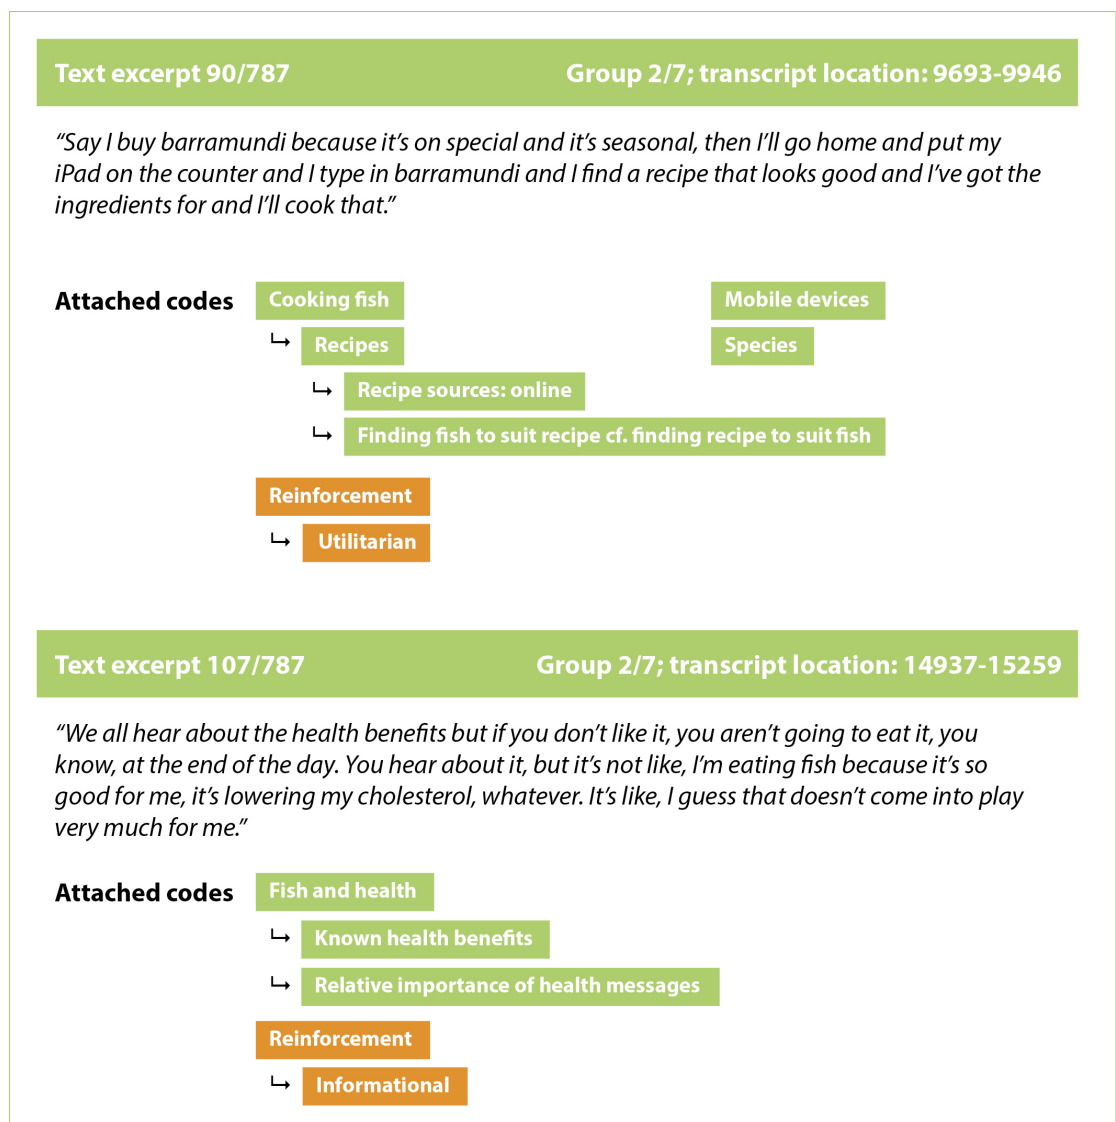 Text excerpt 90/787 Group 2/7; transcript location: 9693-9946
“Say I buy barramundi because it’s on special and it’s seasonal, then I’ll go home and put my
iPad on the counter and I type in barramundi and I find a recipe that looks good and I’ve got the
ingredients for and I’ll cook that.”
Attached codes Cooking fish Mobile devices
Recipes Species
Recipe sources: online
Finding fish to suit recipe cf. finding recipe to suit fish
Reinforcement
Utilitarian
Text excerpt 107/787 Group 2/7; transcript location: 14937-15259
“We all hear about the health benefits but if you don’t like it, you aren’t going to eat it, you
know, at the end of the day. You hear about it, but it’s not like, I’m eating fish because it’s so
good for me, it’s lowering my cholesterol, whatever. It’s like, I guess that doesn’t come into play
very much for me.”
Attached codes Fish and health
Known health benefits
Relative importance of health messages
Reinforcement
Informational